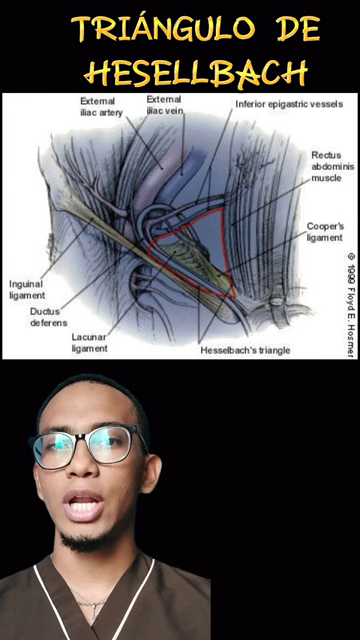 TRIÁNGULO DE
HESELLBACH
External
iliac artery
External
iliac vein
Inferior epigastric vessels
Rectus
abdominis
muscle
Cooper's
ligament
Inguinal
ligament
Ductus
deferens
Lacunar
ligament
Hesselbach's triangle
© 1999 Floyd E. Hosmer